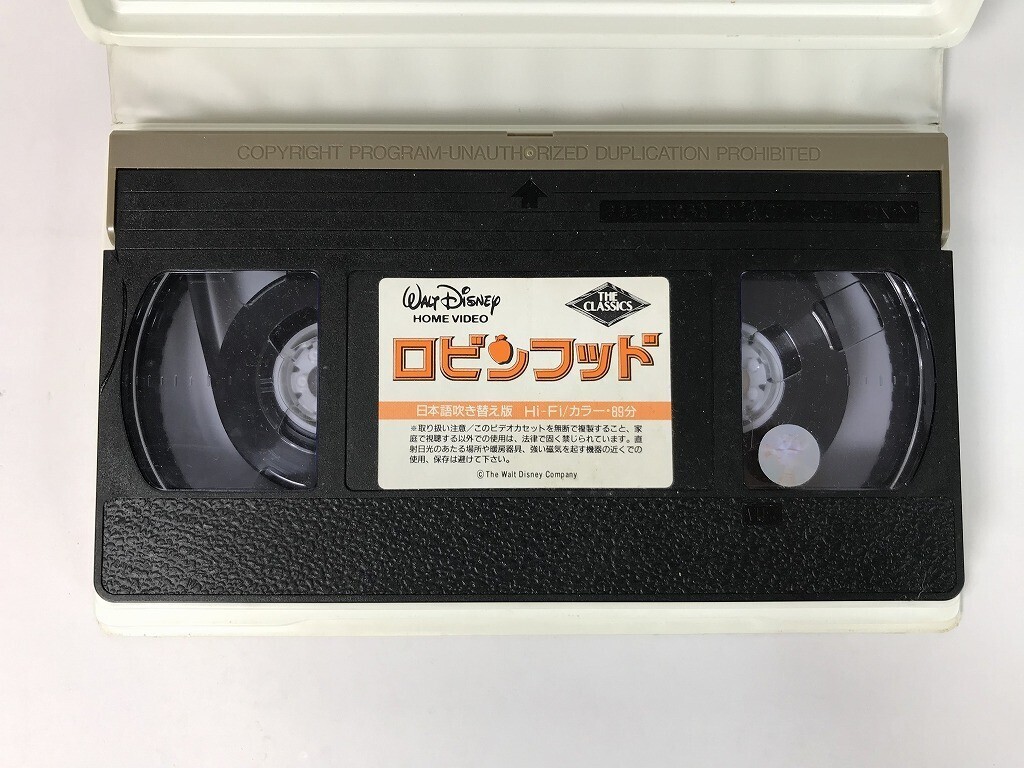 COPYRIGHT PROGRAM-UNAUTHORIZED DUPLICATION PROHIBITED
WALT DISNEY
HOME VIDEO
THE
CLASSICS
ロビンフッド
日本語吹き替え版 Hi-Fi/カラー・89分
※取り扱い注意/このビデオカセットを無断で複製すること、家
庭で視聴する以外での使用は、法律で固く禁じられています。直
射日光のあたる場所や暖房器具、強い磁気を起す機器の近くでの
使用、保存は避けて下さい。
©The Walt Disney Company